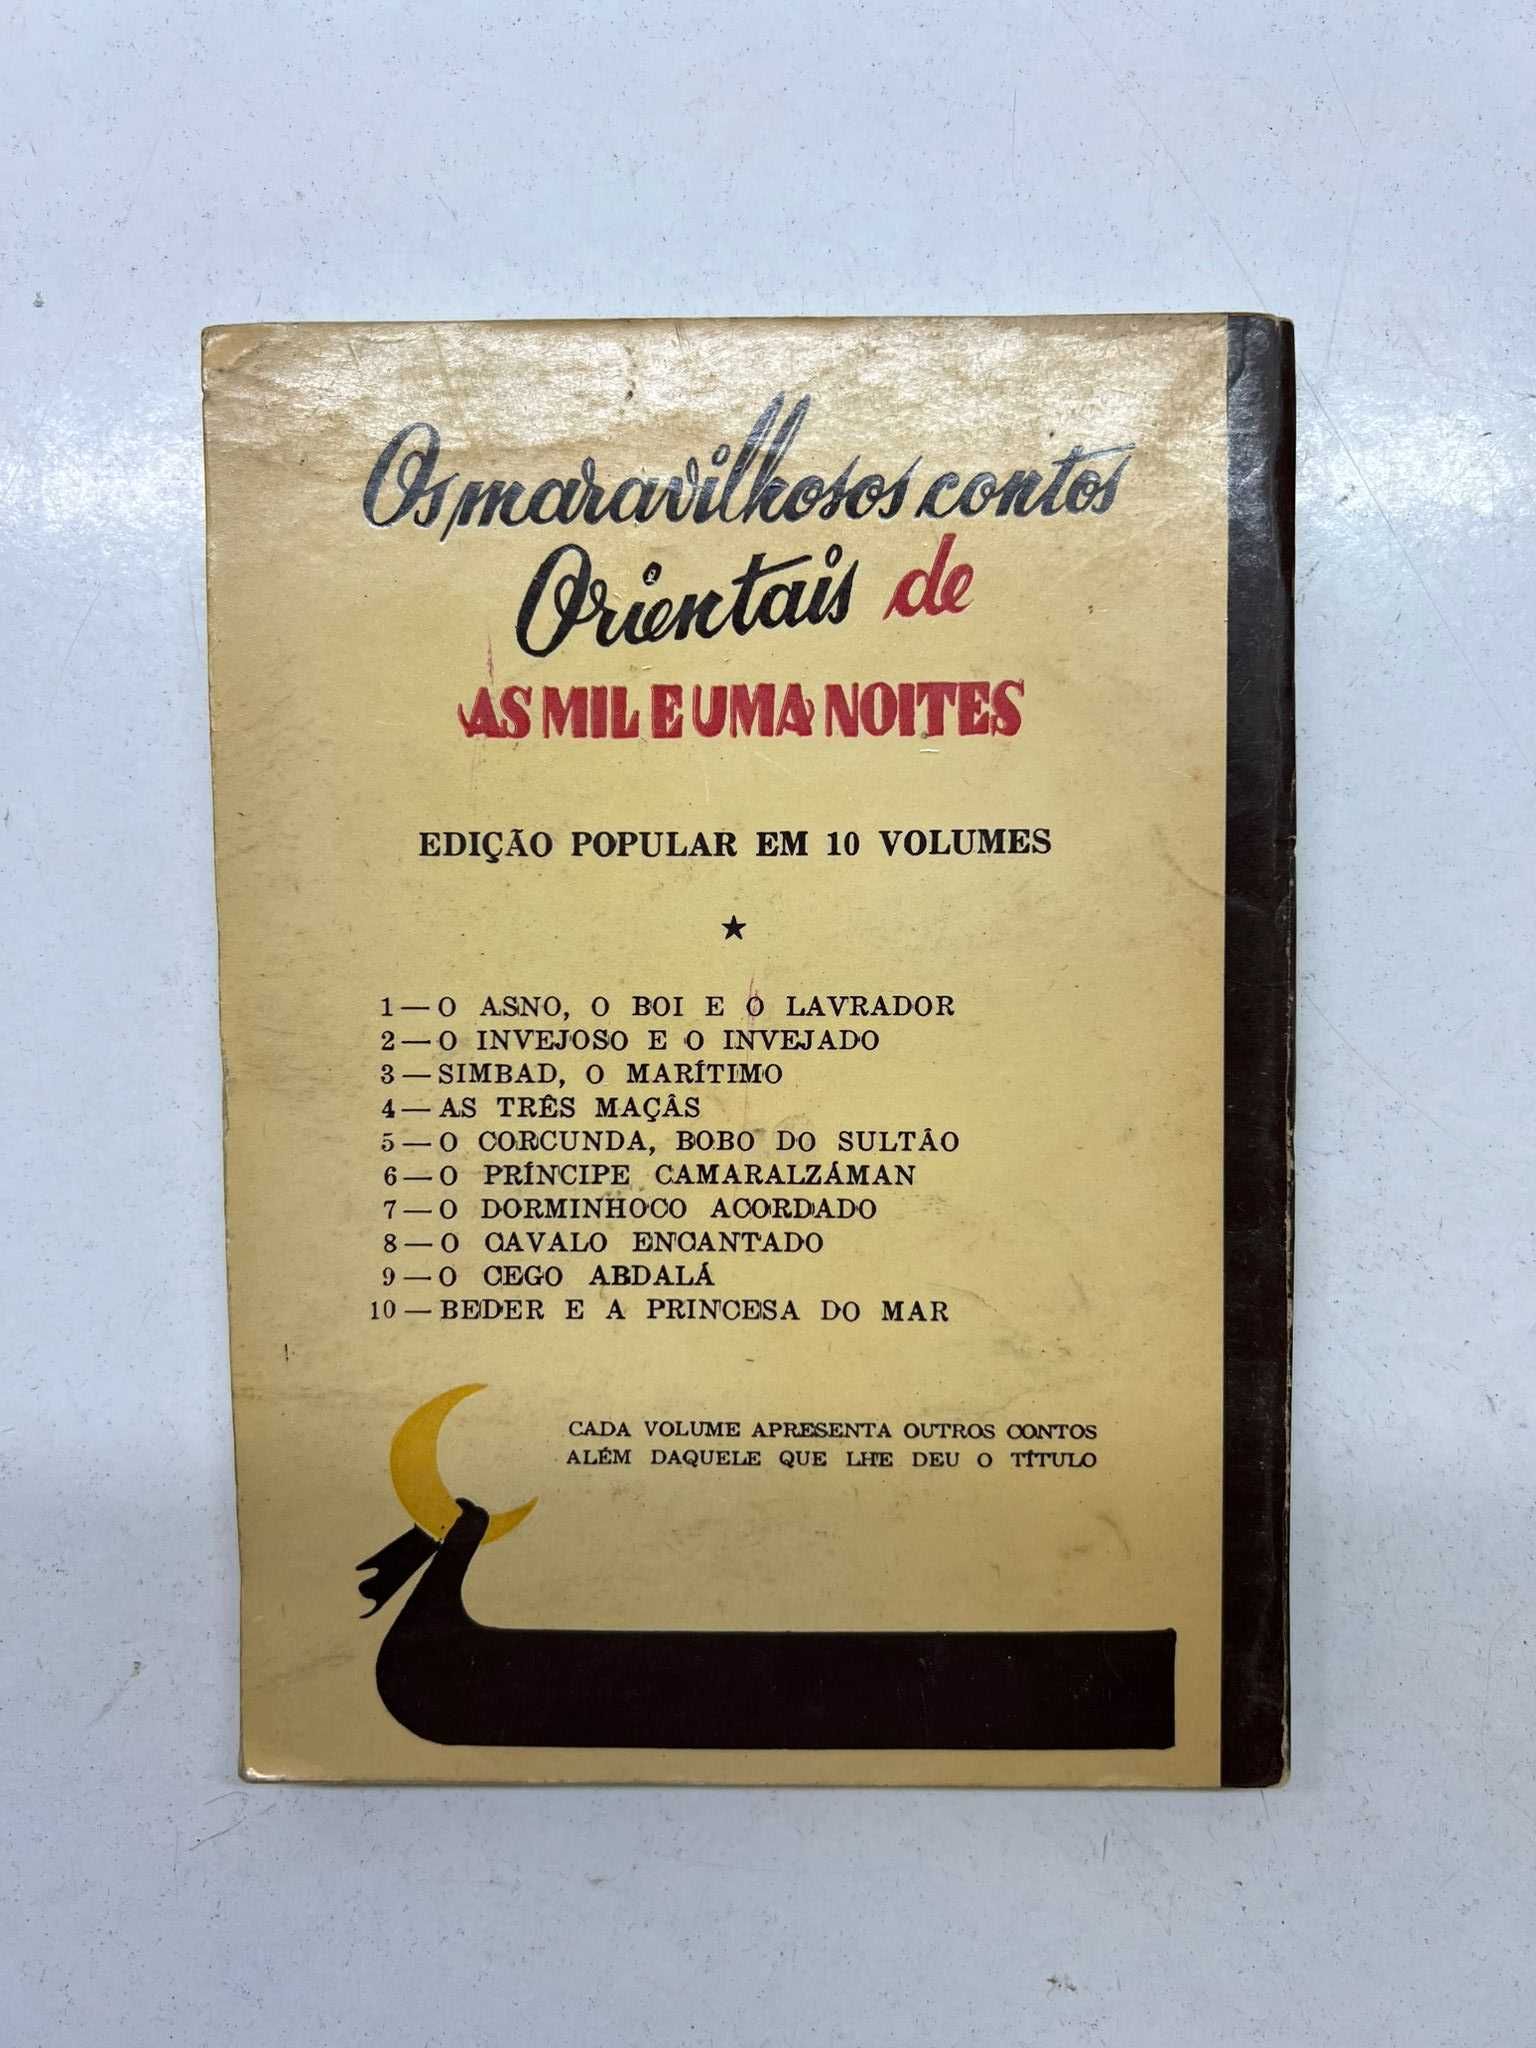 Os maravilhosos contos
Orientais de
AS MIL E UMA NOITES
EDIÇÃO POPULAR EM 10 VOLUMES
★
1 — O ASNO, O BOI E O LAVRADOR
2 — O INVEJOSO E O INVEJADO
3 — SIMBAD, O MARÍTIMO
4 — AS TRÊS MAÇÂS
5 — O CORCUNDA, BOBO DO SULTÂO
6 — O PRÍNCIPE CAMARALZÁMAN
7 — O DORMINHOCO ACORDADO
8 — O CAVALO ENCANTADO
9 — O CEGO ABDALÁ
10 — BEDER E A PRINCESA DO MAR
CADA VOLUME APRESENTA OUTROS CONTOS
ALÉM DAQUELE QUE LHE DEU O TÍTULO